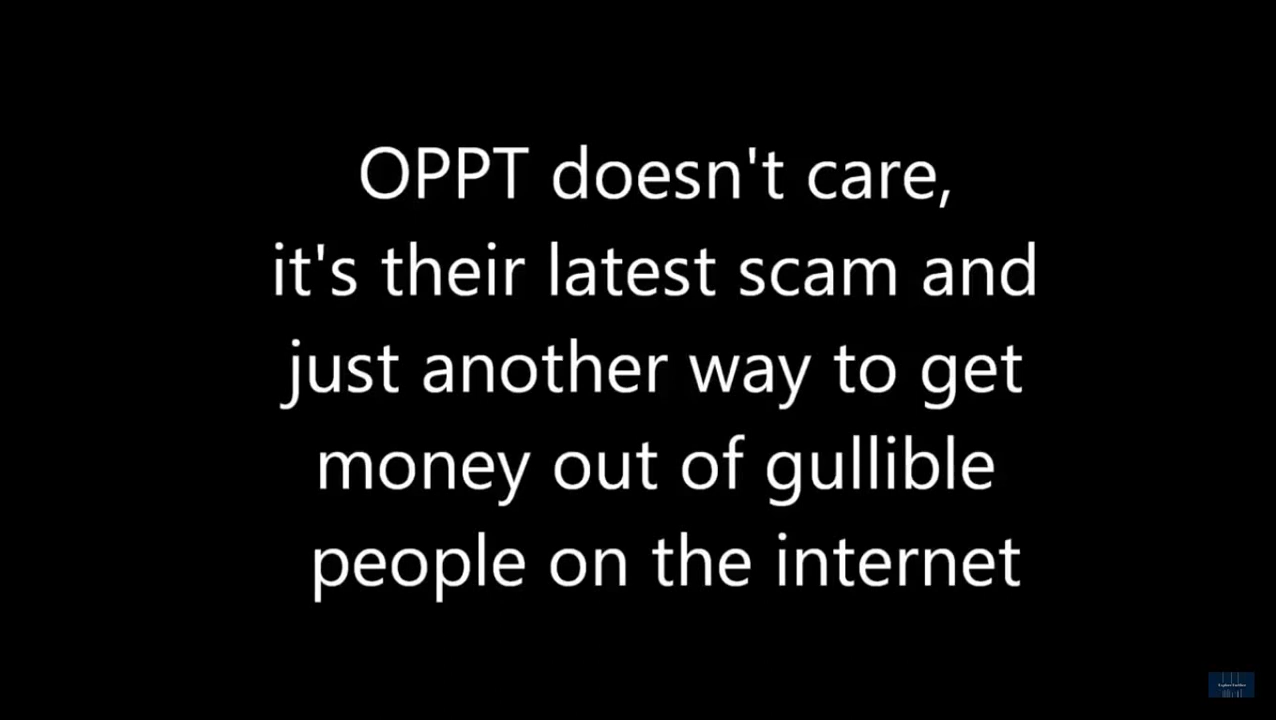 OPPT doesn't care,
it's their latest scam and
just another way to get
money out of gullible
people on the internet